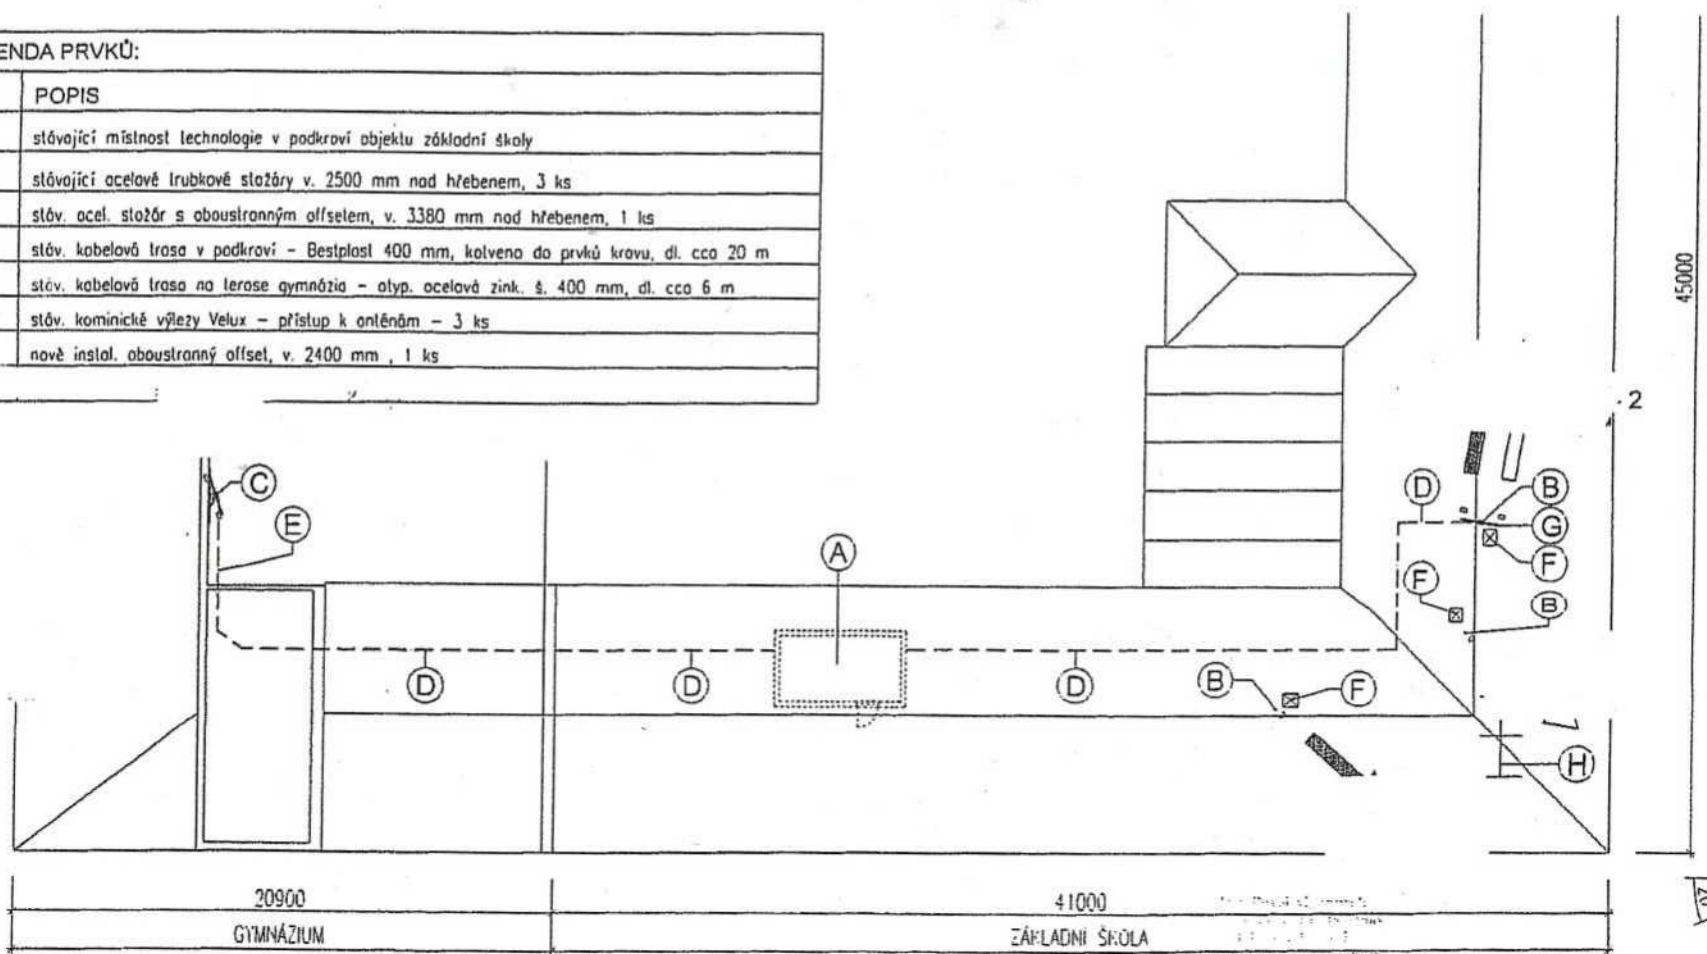 ENDA PRVKŮ:
POPIS
stávající místnost technologie v podkroví objektu základní školy
stávající ocelové trubkové stožáry v. 2500 mm nad hřebenem, 3 ks
stáv. ocel. stožár s oboustranným offsetem, v. 3380 mm nad hřebenem, 1 ks
stáv. kabelová trasa v podkroví - Bestplast 400 mm, kotveno do prvků krovu, dl. cca 20 m
stáv. kabelová trasa na terase gymnázia - atyp. ocelová zink. š. 400 mm, dl. cca 6 m
stáv. kominické výlezy Velux - přístup k anténám - 3 ks
nově instal. oboustranný offset, v. 2400 mm , 1 ks
45000
2
C
D
B
E
G
A
F
F
B
D
D
D
B
F
H
20900
41000
GYMNÁZIUM
ZÁKLADNÍ ŠKOLA